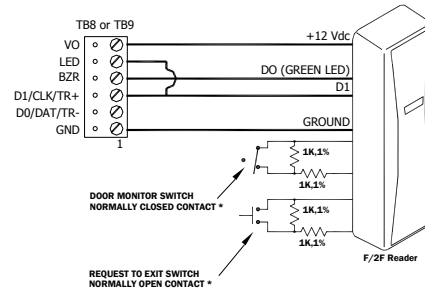 TB8 or TB9
VO
LED
BZR
D1/CLK/TR+
D0/DAT/TR-
GND
1
+12 Vdc
DO (GREEN LED)
D1
GROUND
1K,1%
1K,1%
DOOR MONITOR SWITCH
NORMALLY CLOSED CONTACT *
1K,1%
1K,1%
REQUEST TO EXIT SWITCH
NORMALLY OPEN CONTACT *
F/2F Reader